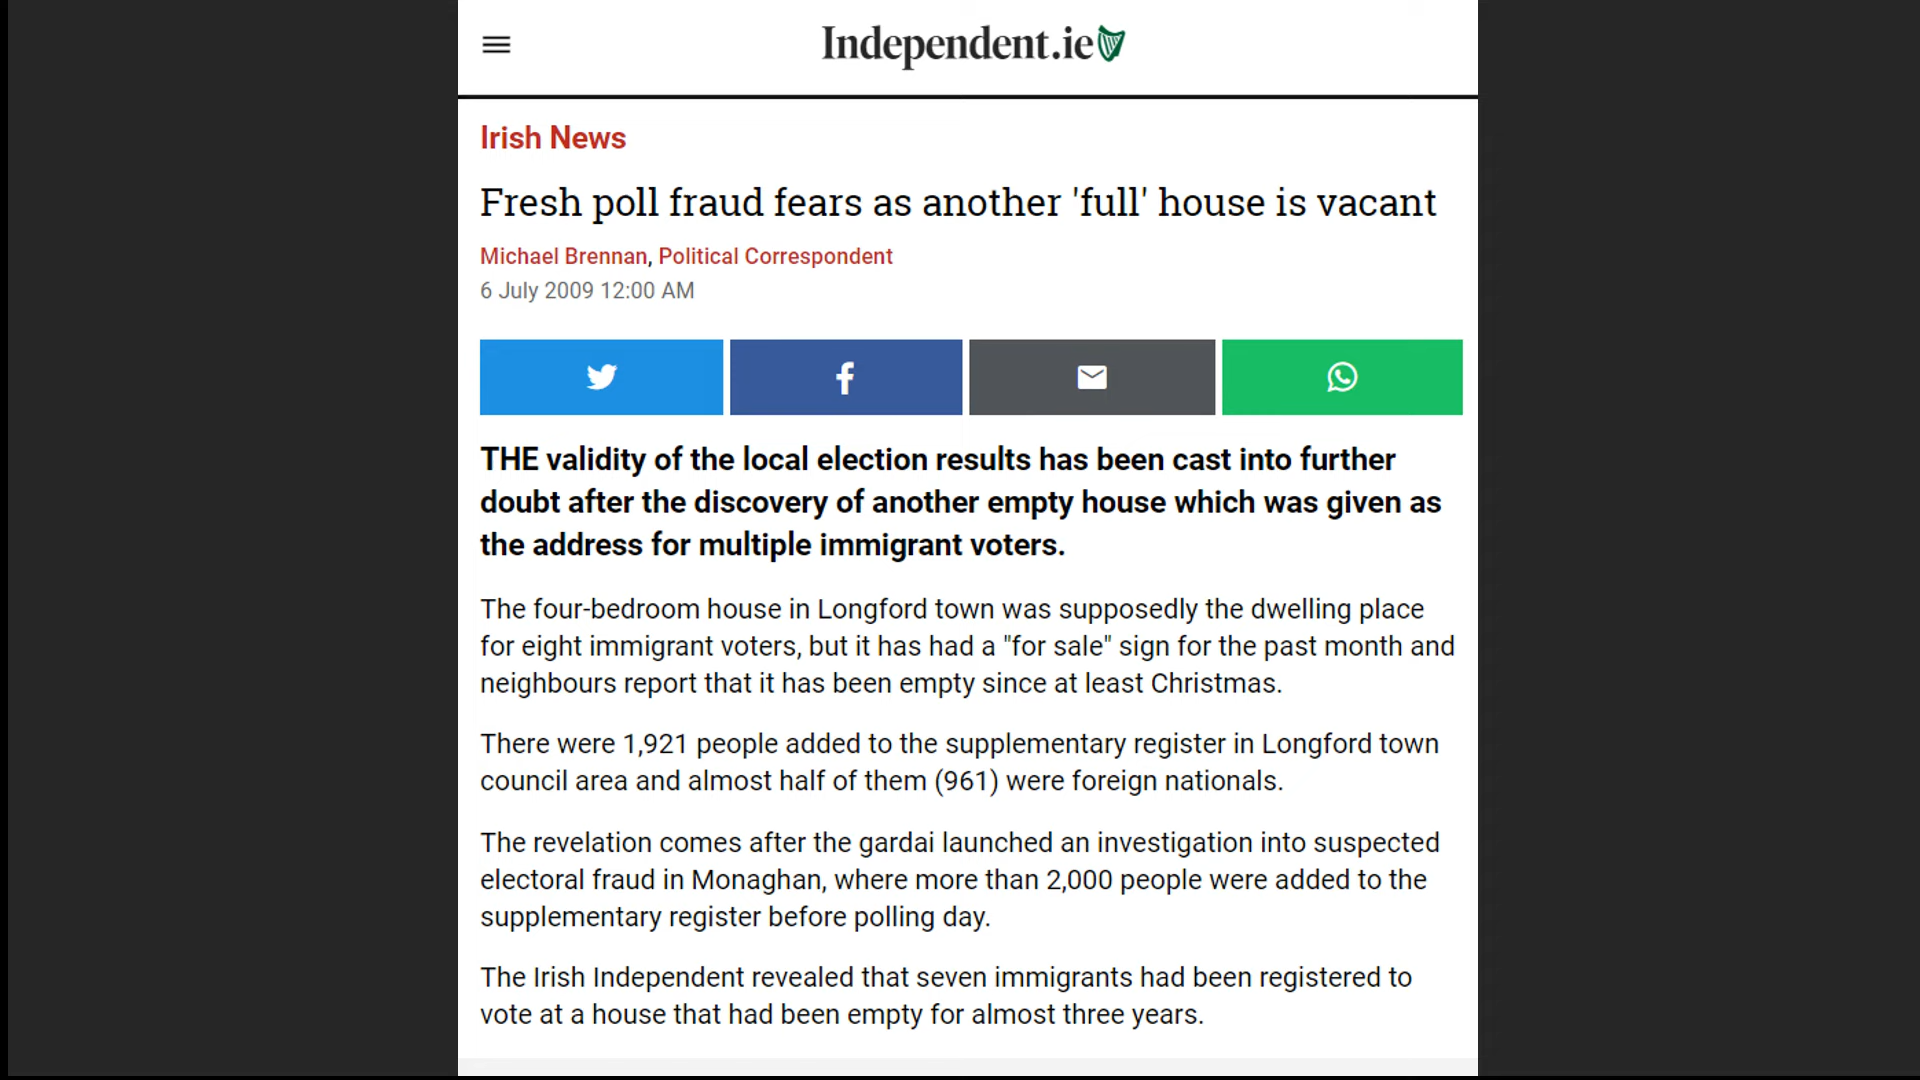 Independent.ie
Irish News
Fresh poll fraud fears as another 'full' house is vacant
Michael Brennan, Political Correspondent
6 July 2009 12:00 AM
THE validity of the local election results has been cast into further
doubt after the discovery of another empty house which was given as
the address for multiple immigrant voters.
The four-bedroom house in Longford town was supposedly the dwelling place
for eight immigrant voters, but it has had a "for sale" sign for the past month and
neighbours report that it has been empty since at least Christmas.
There were 1,921 people added to the supplementary register in Longford town
council area and almost half of them (961) were foreign nationals.
The revelation comes after the gardai launched an investigation into suspected
electoral fraud in Monaghan, where more than 2,000 people were added to the
supplementary register before polling day.
The Irish Independent revealed that seven immigrants had been registered to
vote at a house that had been empty for almost three years.